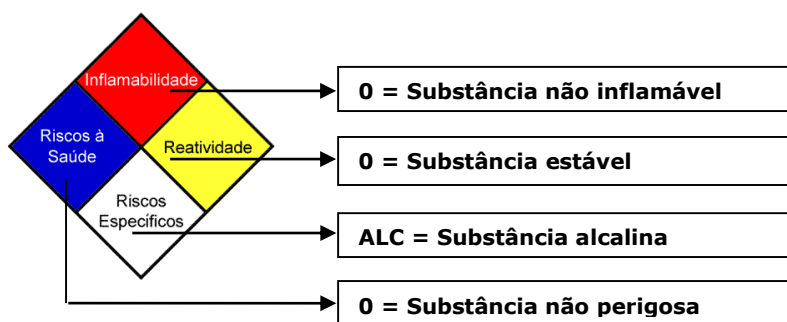 Inflamabilidade
0 = Substância não inflamável
Riscos à
Saúde
Reatividade
0 = Substância estável
Riscos
Específicos
ALC = Substância alcalina
0 = Substância não perigosa